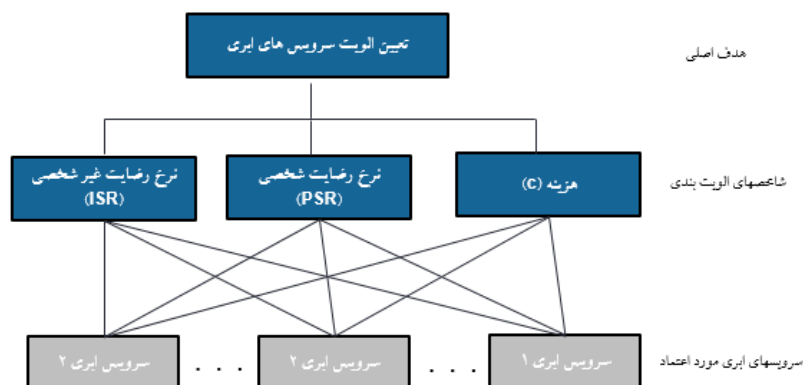 تعیین الویت سرویس های ابری
هدف اصلی
هزینه (C)
نرخ رضایت شخصی
(PSR)
نرخ رضایت غیر شخصی
(ISR)
شاخصهای الویت بندی
سرویس ابری ۱
. . .
سرویس ابری ۲
. . .
سرویس ابری ۲
سرویسهای ابری مورد اعتماد